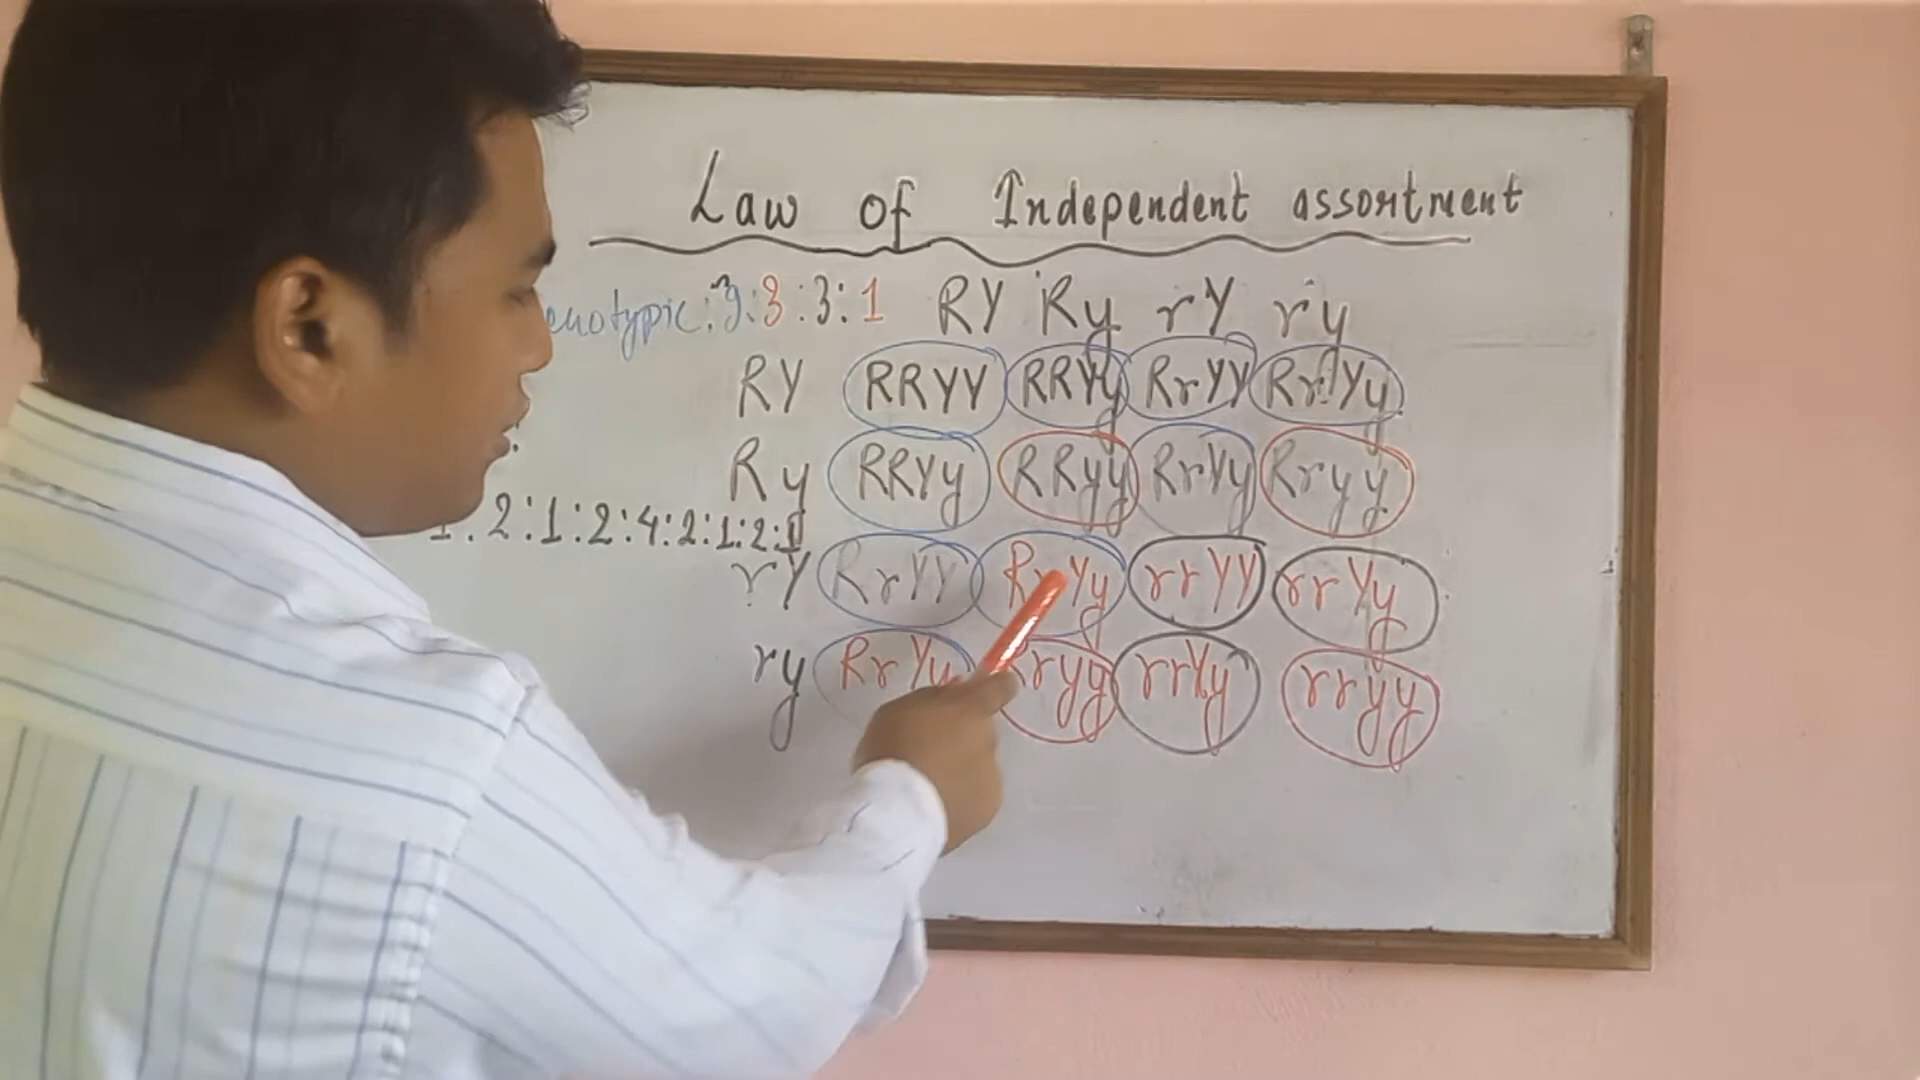 Law of Independent assortment
enotypic: 9:3:3:1 RY Ry rY ry
RY RRYY RRYy RrYY RrYy
Ry RRYy RRyy RrYy Rryy
1:2:1:2:4:2:1:2:1
rY RrYY RrYy rrYY rrYy
ry RrYy Rryy rrYy rryy